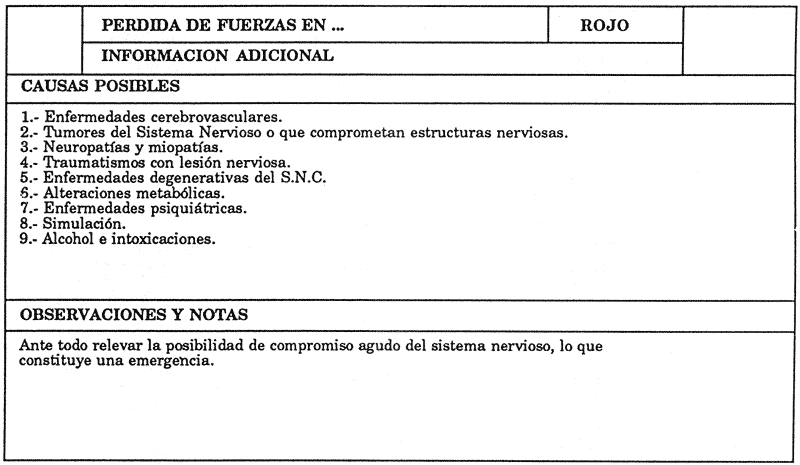 PERDIDA DE FUERZAS EN ...
ROJO
INFORMACION ADICIONAL
CAUSAS POSIBLES
1.- Enfermedades cerebrovasculares.
2.- Tumores del Sistema Nervioso o que comprometan estructuras nerviosas.
3.- Neuropatías y miopatías.
4.- Traumatismos con lesión nerviosa.
5.- Enfermedades degenerativas del S.N.C.
6.- Alteraciones metabólicas.
7.- Enfermedades psiquiátricas.
8.- Simulación.
9.- Alcohol e intoxicaciones.
OBSERVACIONES Y NOTAS
Ante todo relevar la posibilidad de compromiso agudo del sistema nervioso, lo que
constituye una emergencia.